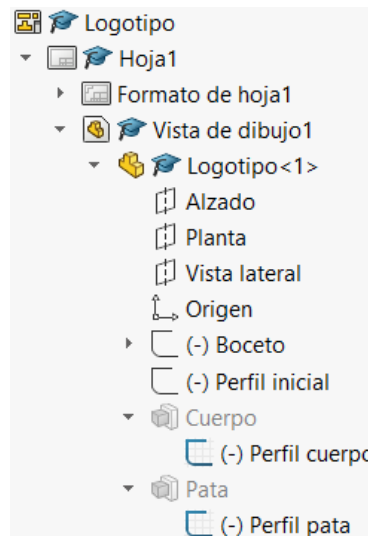 Logotipo
Hoja1
Formato de hoja1
Vista de dibujo1
Logotipo<1>
Alzado
Planta
Vista lateral
Origen
(-) Boceto
(-) Perfil inicial
Cuerpo
(-) Perfil cuerpo
Pata
(-) Perfil pata